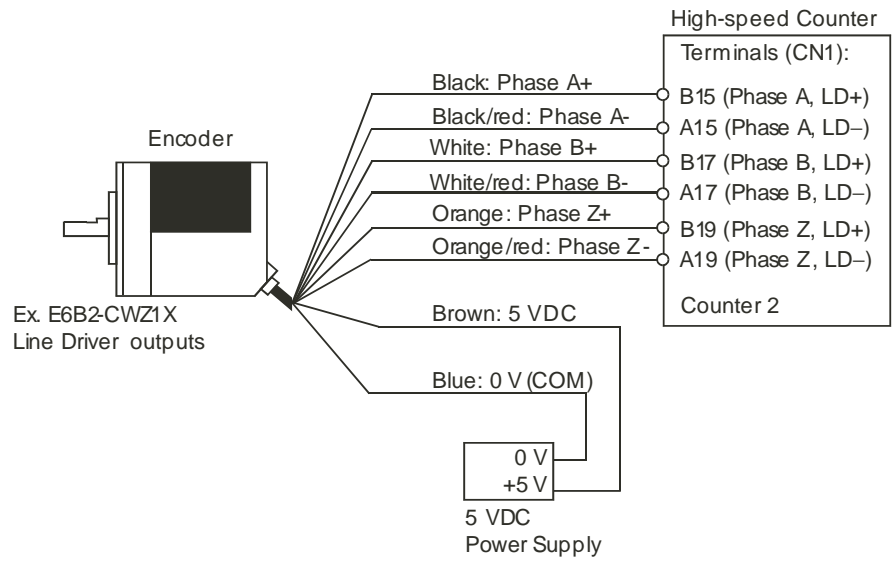 High-speed Counter
Terminals (CN1):
Black: Phase A+
B15 (Phase A, LD+)
Black/red: Phase A-
A15 (Phase A, LD–)
White: Phase B+
B17 (Phase B, LD+)
White/red: Phase B-
A17 (Phase B, LD–)
Orange: Phase Z+
B19 (Phase Z, LD+)
Orange/red: Phase Z-
A19 (Phase Z, LD–)
Counter 2
Encoder
Ex. E6B2-CWZ1X
Line Driver outputs
Brown: 5 VDC
Blue: 0 V (COM)
0 V
+5 V
5 VDC
Power Supply